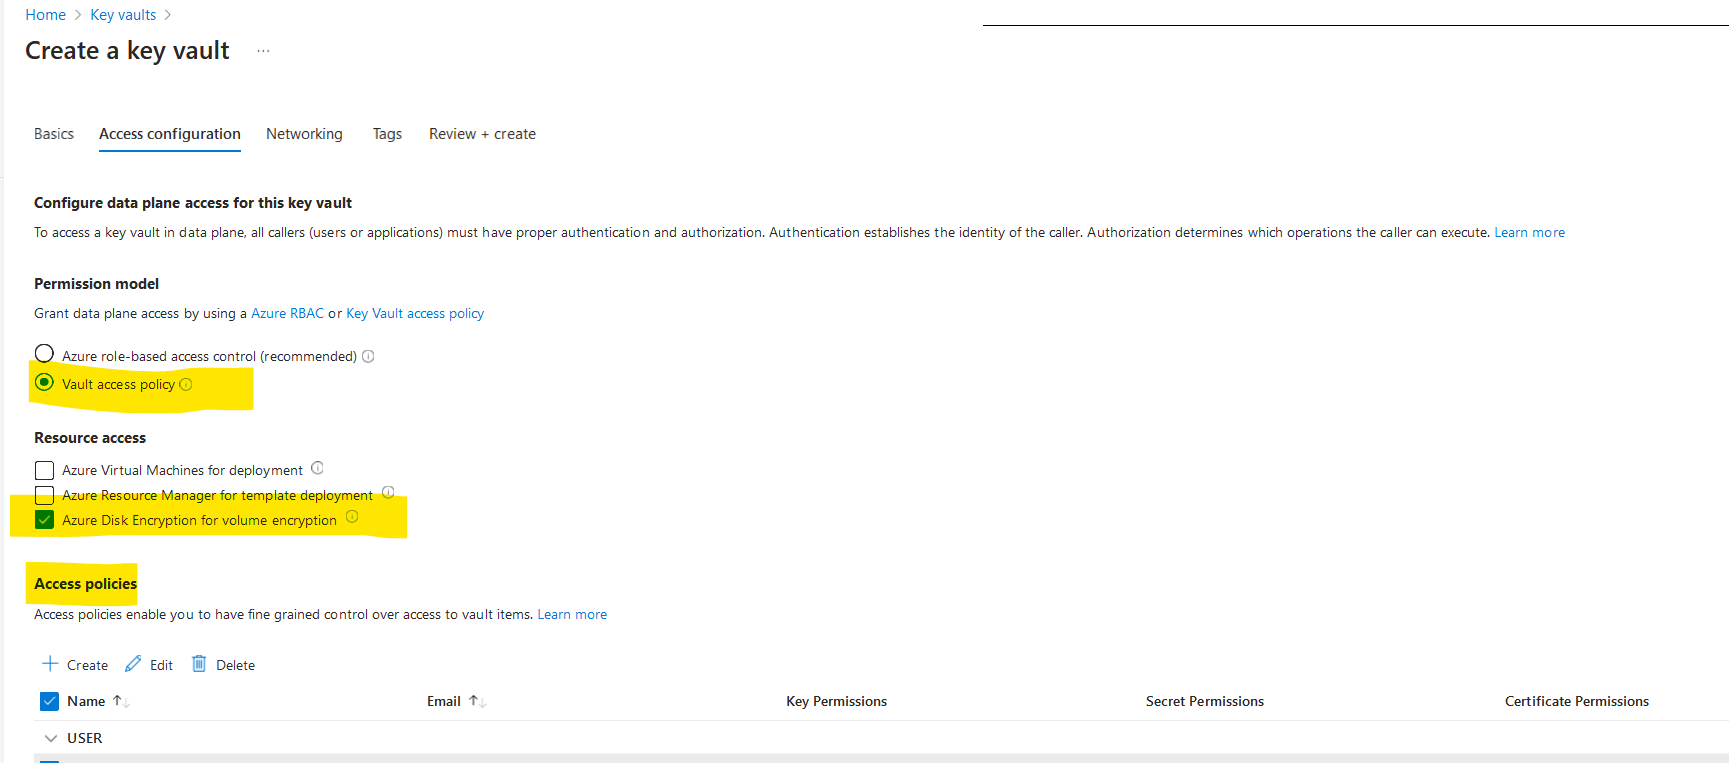 Home > Key vaults >
Create a key vault ...
Basics Access configuration Networking Tags Review + create
Configure data plane access for this key vault
To access a key vault in data plane, all callers (users or applications) must have proper authentication and authorization. Authentication establishes the identity of the caller. Authorization determines which operations the caller can execute. Learn more
Permission model
Grant data plane access by using a Azure RBAC or Key Vault access policy
Azure role-based access control (recommended)
Vault access policy
Resource access
Azure Virtual Machines for deployment
Azure Resource Manager for template deployment
Azure Disk Encryption for volume encryption
Access policies
Access policies enable you to have fine grained control over access to vault items. Learn more
Create Edit Delete
Name Email Key Permissions Secret Permissions Certificate Permissions
USER